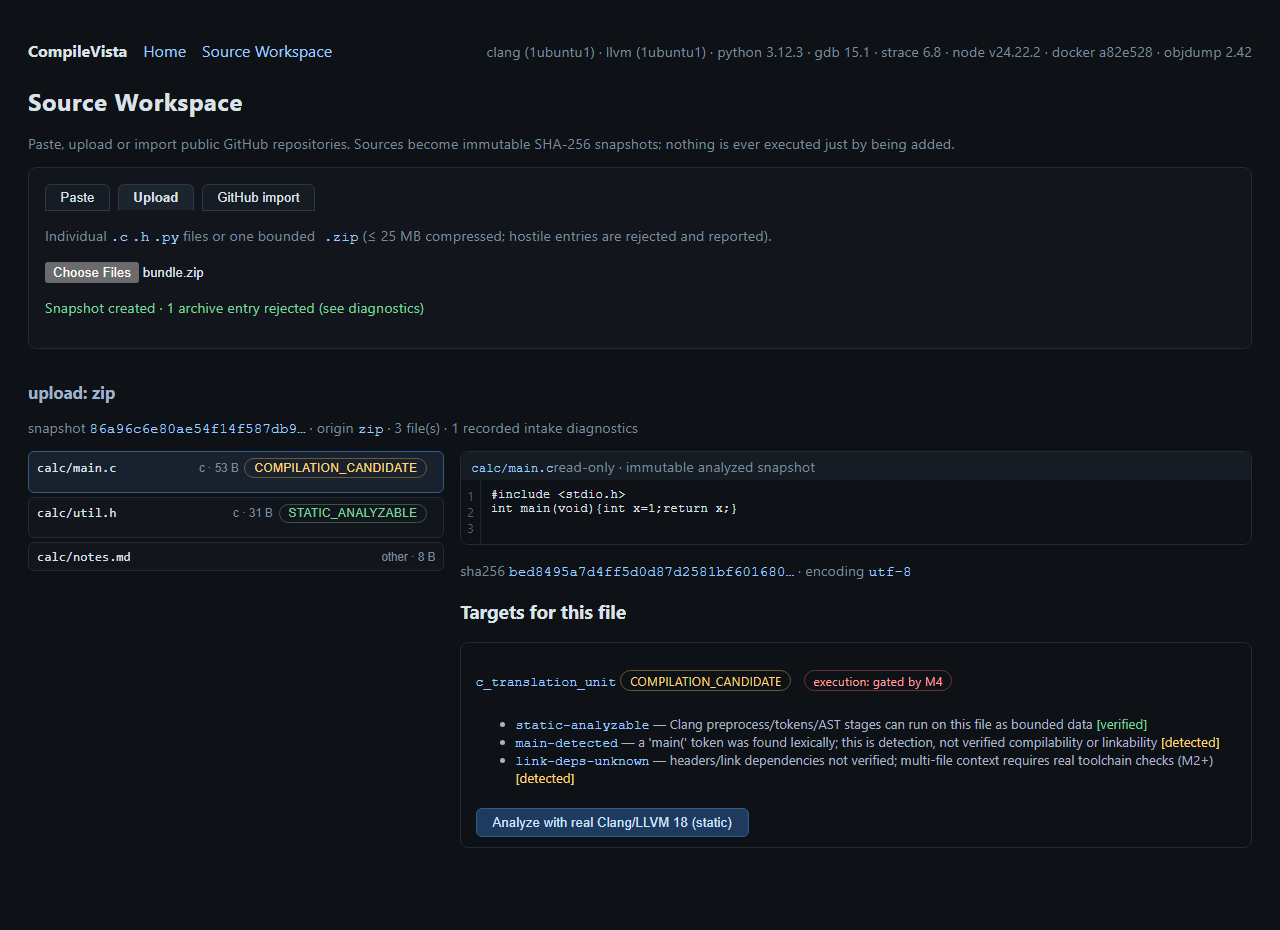 CompileVista Home Source Workspace clang (1ubuntu1) · llvm (1ubuntu1) · python 3.12.3 · gdb 15.1 · strace 6.8 · node v24.22.2 · docker a82e528 · objdump 2.42
Source Workspace
Paste, upload or import public GitHub repositories. Sources become immutable SHA-256 snapshots; nothing is ever executed just by being added.
Paste Upload GitHub import
Individual .c .h .py files or one bounded .zip (≤ 25 MB compressed; hostile entries are rejected and reported).
Choose Files bundle.zip
Snapshot created · 1 archive entry rejected (see diagnostics)
upload: zip
snapshot 86a96c6e80ae54f14f587db9… · origin zip · 3 file(s) · 1 recorded intake diagnostics
calc/main.c c · 53 B COMPILATION_CANDIDATE
calc/util.h c · 31 B STATIC_ANALYZABLE
calc/notes.md other · 8 B
calc/main.cread-only · immutable analyzed snapshot
1 #include <stdio.h>
2 int main(void){int x=1;return x;}
3
sha256 bed8495a7d4ff5d0d87d2581bf601680… · encoding utf-8
Targets for this file
c_translation_unit COMPILATION_CANDIDATE execution: gated by M4
• static-analyzable — Clang preprocess/tokens/AST stages can run on this file as bounded data [verified]
• main-detected — a 'main(' token was found lexically; this is detection, not verified compilability or linkability [detected]
• link-deps-unknown — headers/link dependencies not verified; multi-file context requires real toolchain checks (M2+)
[detected]
Analyze with real Clang/LLVM 18 (static)